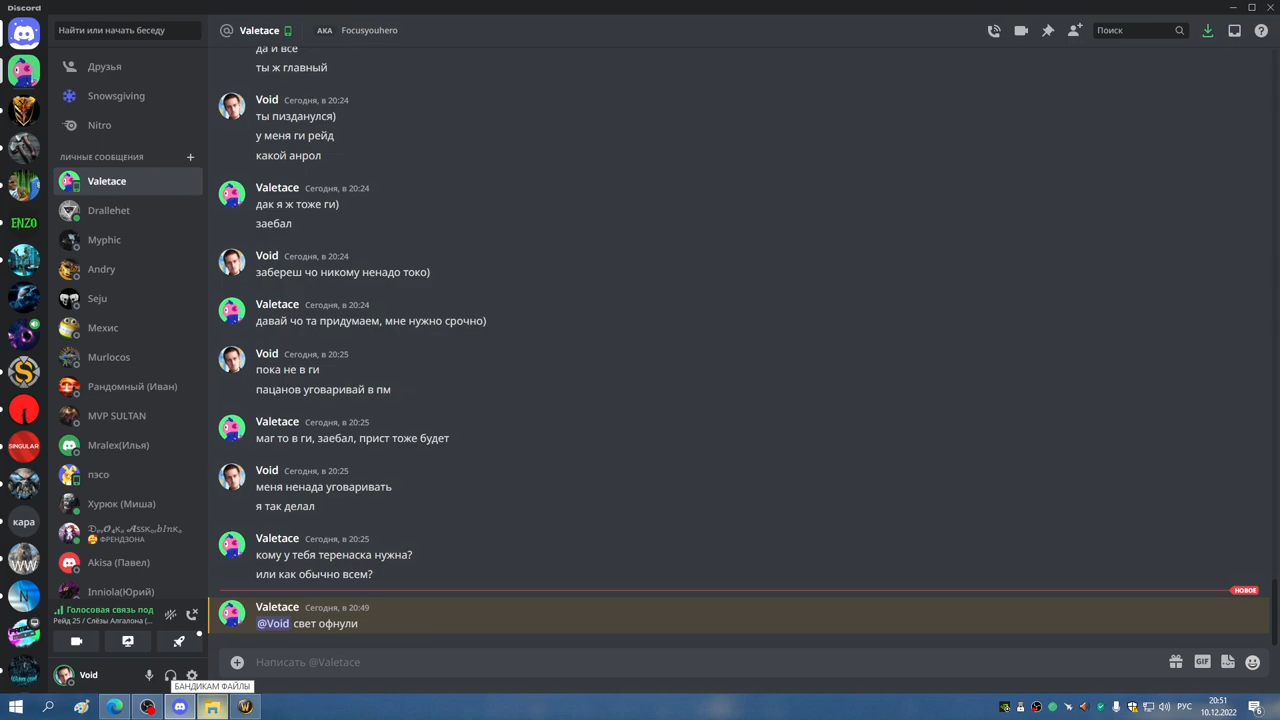 Discord
Найти или начать беседу
Друзья
Snowsgiving
Nitro
ЛИЧНЫЕ СООБЩЕНИЯ
Valetace
Drallehet
Myphic
Andry
Seju
Мехис
Murlocos
Рандомный (Иван)
MVP SULTAN
Mralex(Илья)
пэсо
Хурюк (Миша)
ФРЕНДЗОНА
Akisa (Павел)
Inniola(Юрий)
Голосовая связь под
Рейд 25 / Слёзы Алгалона (
Void
БАНДИКАМ ФАЙЛЫ
ENZO
SINGULAR
кара
WW
Valetace
AKA Focusyouhero
Поиск
да и все
ты ж главный
Void Сегодня, в 20:24
ты пизданулся)
у меня ги рейд
какой анрол
Valetace Сегодня, в 20:24
дак я ж тоже ги)
заебал
Void Сегодня, в 20:24
забереш чо никому ненадо токо)
Valetace Сегодня, в 20:24
давай чо та придумаем, мне нужно срочно)
Void Сегодня, в 20:25
пока не в ги
пацанов уговаривай в пм
Valetace Сегодня, в 20:25
маг то в ги, заебал, прист тоже будет
Void Сегодня, в 20:25
меня ненада уговаривать
я так делал
Valetace Сегодня, в 20:25
кому у тебя теренаска нужна?
или как обычно всем?
НОВОЕ
Valetace Сегодня, в 20:49
@Void свет офнули
Написать @Valetace
GIF
РУС
20:51
10.12.2022
6